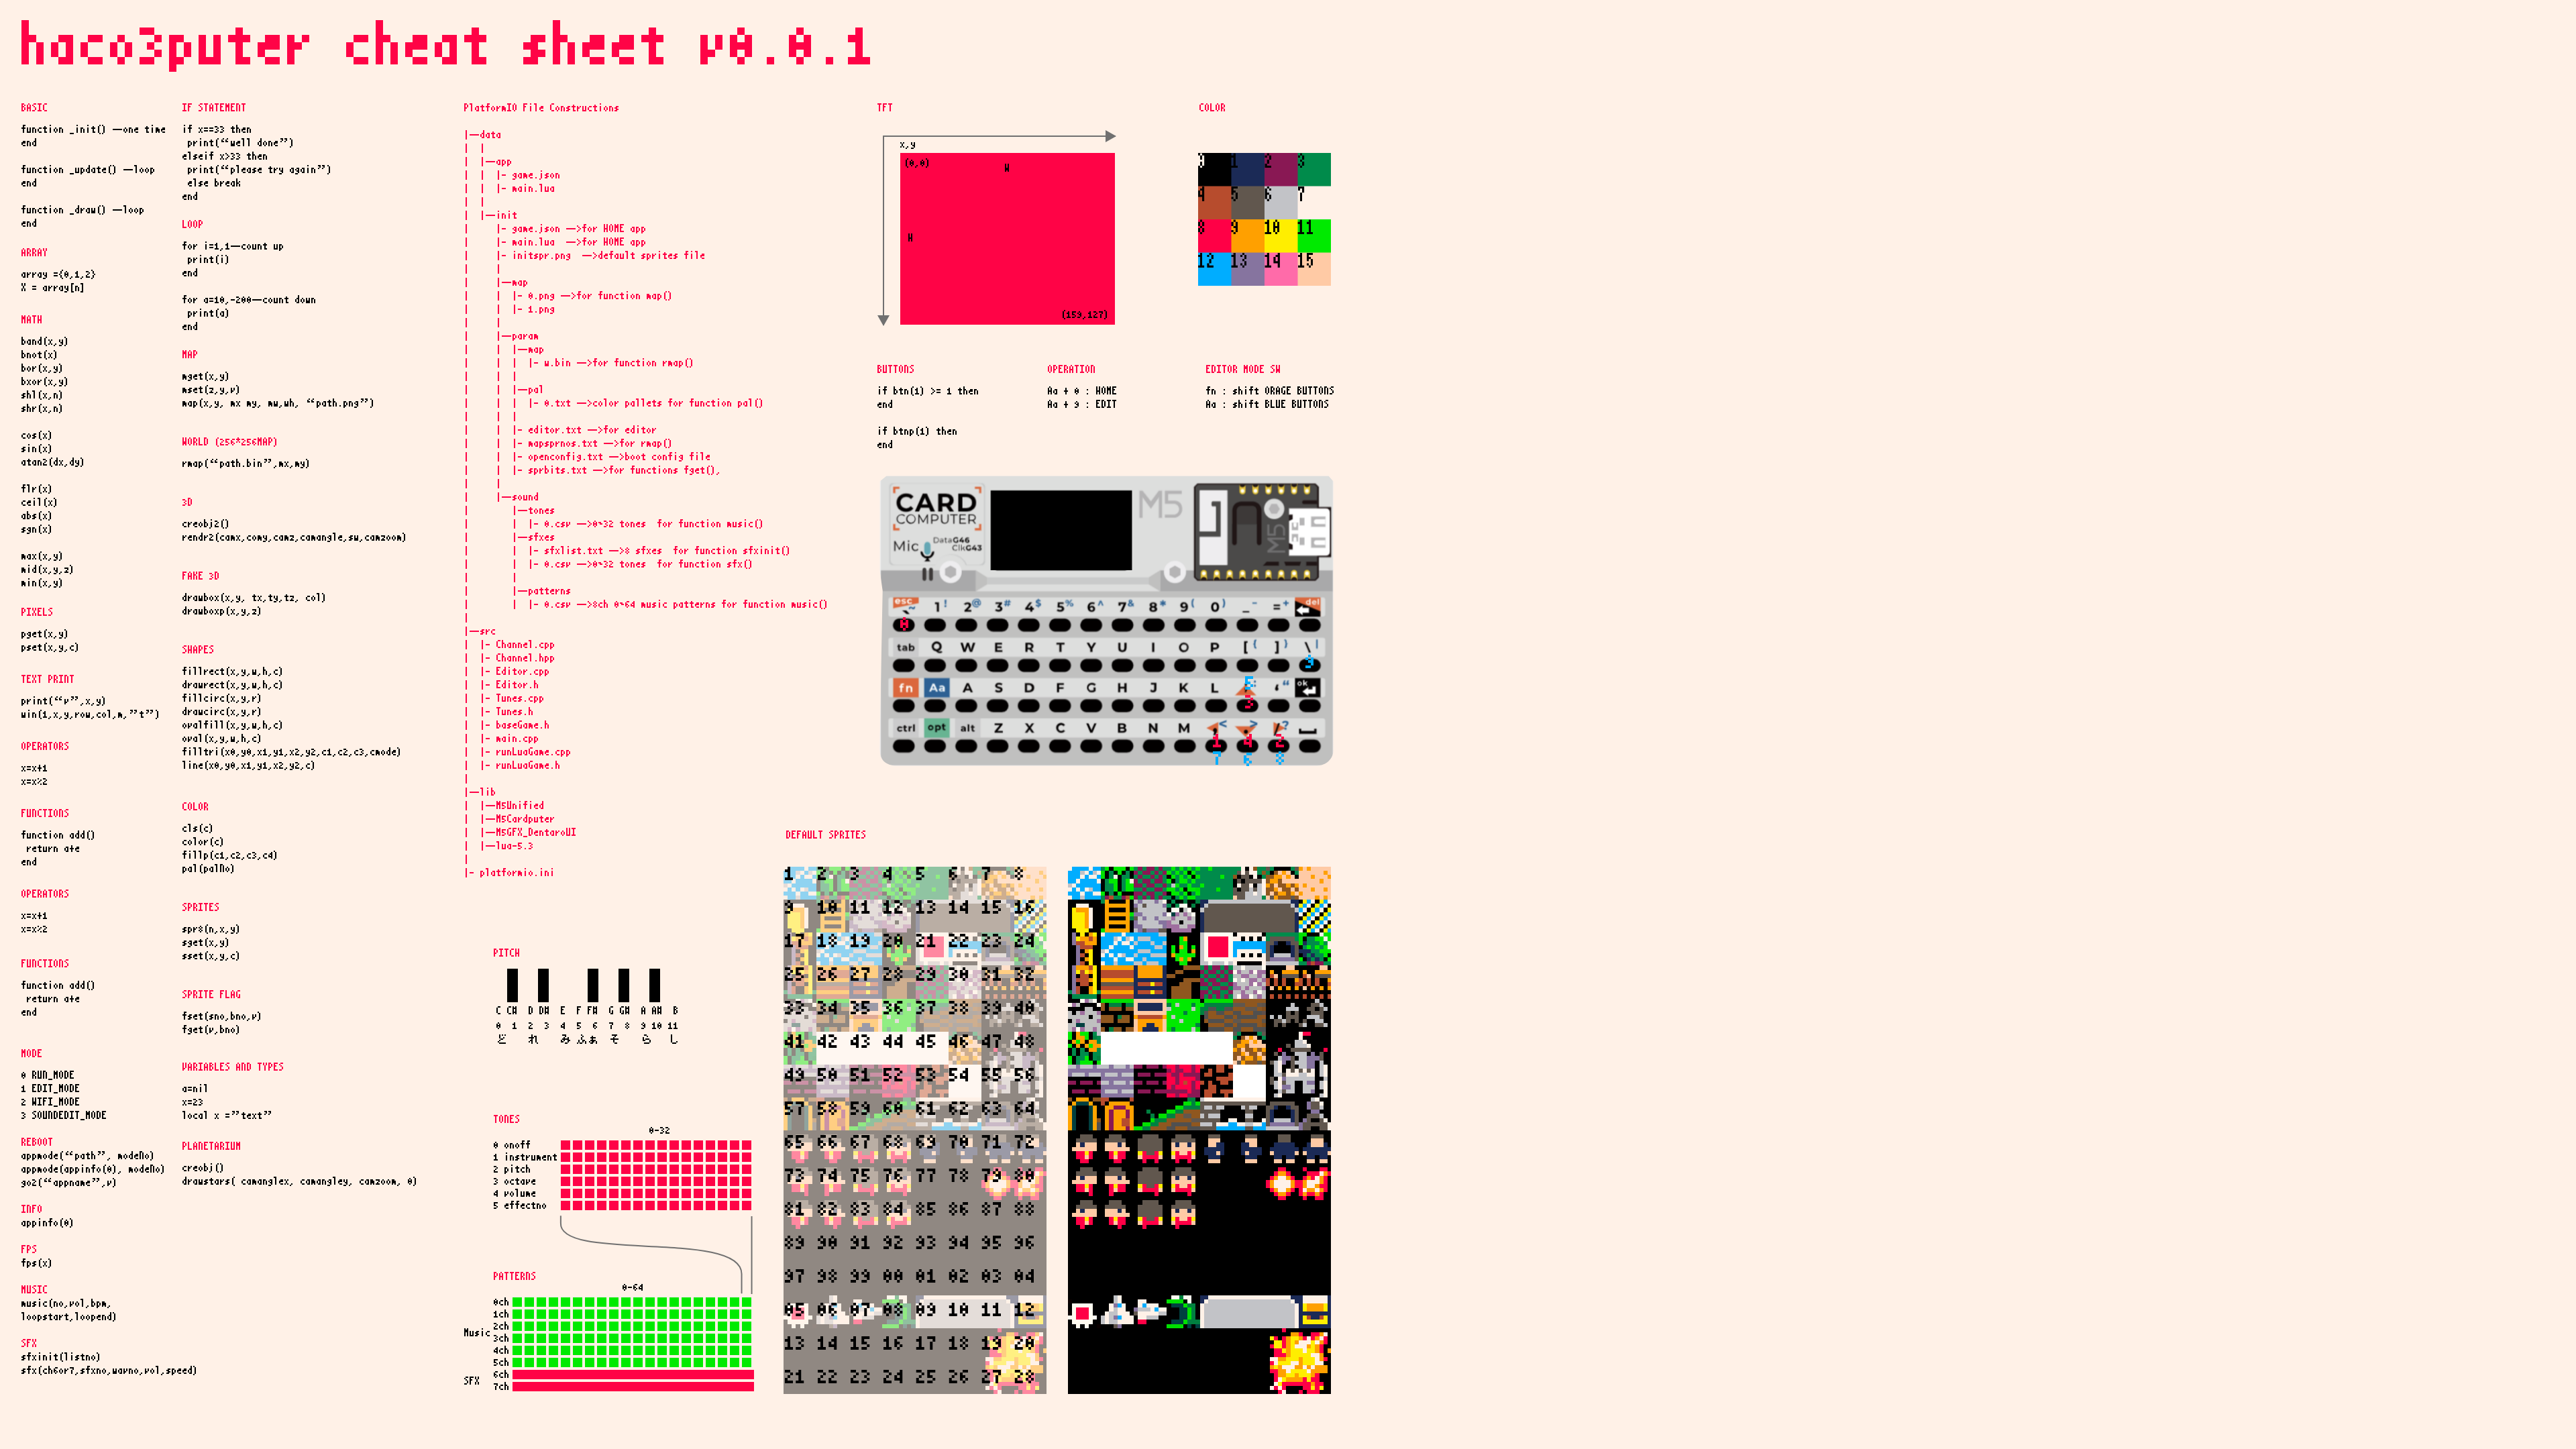 haco3puter cheat sheet v0.0.1
BASIC
function _init() --one time
end
function _update() --loop
end
function _draw() --loop
end
ARRAY
array ={0,1,2}
X = array[n]
MATH
band(x,y)
bnot(x)
bor(x,y)
bxor(x,y)
shl(x,n)
shr(x,n)
cos(x)
sin(x)
atan2(dx,dy)
flr(x)
ceil(x)
abs(x)
sgn(x)
max(x,y)
mid(x,y,z)
min(x,y)
PIXELS
pget(x,y)
pset(x,y,c)
TEXT PRINT
print(“v”,x,y)
win(i,x,y,row,col,m,”t”)
OPERATORS
x=x+1
x=x%2
FUNCTIONS
function add()
return a+e
end
OPERATORS
x=x+1
x=x%2
FUNCTIONS
function add()
return a+e
end
MODE
0 RUN_MODE
1 EDIT_MODE
2 WIFI_MODE
3 SOUNDEDIT_MODE
REBOOT
appmode(“path”, modeNo)
appmode(appinfo(0), modeNo)
go2(“appname”,v)
INFO
appinfo(0)
FPS
fps(x)
MUSIC
music(no,vol,bpm,
loopstart,loopend)
SFX
sfxinit(listno)
sfx(ch6or7,sfxno,wavno,vol,speed)
IF STATEMENT
if x==33 then
print(“well done”)
elseif x>33 then
print(“please try again”)
else break
end
LOOP
for i=1,1--count up
print(i)
end
for a=10,-200--count down
print(a)
end
MAP
mget(x,y)
mset(z,y,v)
map(x,y, mx my, mw,wh, “path.png”)
WORLD (256*256MAP)
rmap(“path.bin”,mx,my)
3D
creobj2()
rendr2(camx,comy,camz,camangle,sw,camzoom)
FAKE 3D
drawbox(x,y, tx,ty,tz, col)
drawboxp(x,y,z)
SHAPES
fillrect(x,y,w,h,c)
drawrect(x,y,w,h,c)
fillcirc(x,y,r)
drawcirc(x,y,r)
ovalfill(x,y,w,h,c)
oval(x,y,w,h,c)
filltri(x0,y0,x1,y1,x2,y2,c1,c2,c3,cmode)
line(x0,y0,x1,y1,x2,y2,c)
COLOR
cls(c)
color(c)
fillp(c1,c2,c3,c4)
pal(palNo)
SPRITES
spr8(n,x,y)
sget(x,y)
sset(x,y,c)
SPRITE FLAG
fset(sno,bno,v)
fget(v,bno)
VARIABLES AND TYPES
a=nil
x=23
local x =”text”
PLANETARIUM
creobj()
drawstars( camanglex, camangley, camzoom, 0)
PlatformIO File Constructions
|--data
| |
| |--app
| | |- game.json
| | |- main.lua
| |
| |--init
| |- game.json -->for HOME app
| |- main.lua -->for HOME app
| |- initspr.png -->default sprites file
| |
| |--map
| | |- 0.png -->for function map()
| | |- 1.png
| |
| |--param
| | |--map
| | | |- w.bin -->for function rmap()
| | |
| | |--pal
| | | |- 0.txt -->color pallets for function pal()
| | |
| | |- editor.txt -->for editor
| | |- mapsprnos.txt -->for rmap()
| | |- openconfig.txt -->boot config file
| | |- sprbits.txt -->for functions fget(),
| |
| |--sound
| |--tones
| | |- 0.csv -->0~32 tones for function music()
| |--sfxes
| | |- sfxlist.txt -->8 sfxes for function sfxinit()
| | |- 0.csv -->0~32 tones for function sfx()
| |
| |--patterns
| | |- 0.csv -->8ch 0~64 music patterns for function music()
|
|--src
| |- Channel.cpp
| |- Channel.hpp
| |- Editor.cpp
| |- Editor.h
| |- Tunes.cpp
| |- Tunes.h
| |- baseGame.h
| |- main.cpp
| |- runLuaGame.cpp
| |- runLuaGame.h
|
|--lib
| |--M5Unified
| |--M5Cardputer
| |--M5GFX_DentaroUI
| |--lua-5.3
|
|- platformio.ini
PITCH
C C# D D# E F F# G G# A A# B
0 1 2 3 4 5 6 7 8 9 10 11
ど れ み ふぁ そ ら し
TONES
0-32
0 onoff
1 instrument
2 pitch
3 octave
4 volume
5 effectno
PATTERNS
0-64
0ch
1ch
2ch
Music 3ch
4ch
5ch
6ch
SFX 7ch
TFT
x,y
(0,0)
W
H
(159,127)
COLOR
0 1 2 3
4 5 6 7
8 9 10 11
12 13 14 15
BUTTONS
if btn(i) >= 1 then
end
if btnp(i) then
end
OPERATION
Aa + 0 : HOME
Aa + 9 : EDIT
EDITOR MODE SW
fn : shift ORAGE BUTTONS
Aa : shift BLUE BUTTONS
CARD
COMPUTER
Mic DataG46
ClkG43
M5
M5
esc ~ 1! 2@ 3# 4$ 5% 6^ 7& 8* 9( 0) _- =+ del
0
tab Q W E R T Y U I O P [{ ]} \|
9
fn Aa A S D F G H J K L ' " ok
5
3
ctrl opt alt Z X C V B N M < > ?
1 4 2
7 6 8
DEFAULT SPRITES
1 2 3 4 5 6 7 8
9 10 11 12 13 14 15 16
17 18 19 20 21 22 23 24
25 26 27 28 29 30 31 32
33 34 35 36 37 38 39 40
41 42 43 44 45 46 47 48
49 50 51 52 53 54 55 56
57 58 59 60 61 62 63 64
65 66 67 68 69 70 71 72
73 74 75 76 77 78 79 80
81 82 83 84 85 86 87 88
89 90 91 92 93 94 95 96
97 98 99 00 01 02 03 04
05 06 07 08 09 10 11 12
13 14 15 16 17 18 19 20
21 22 23 24 25 26 27 28